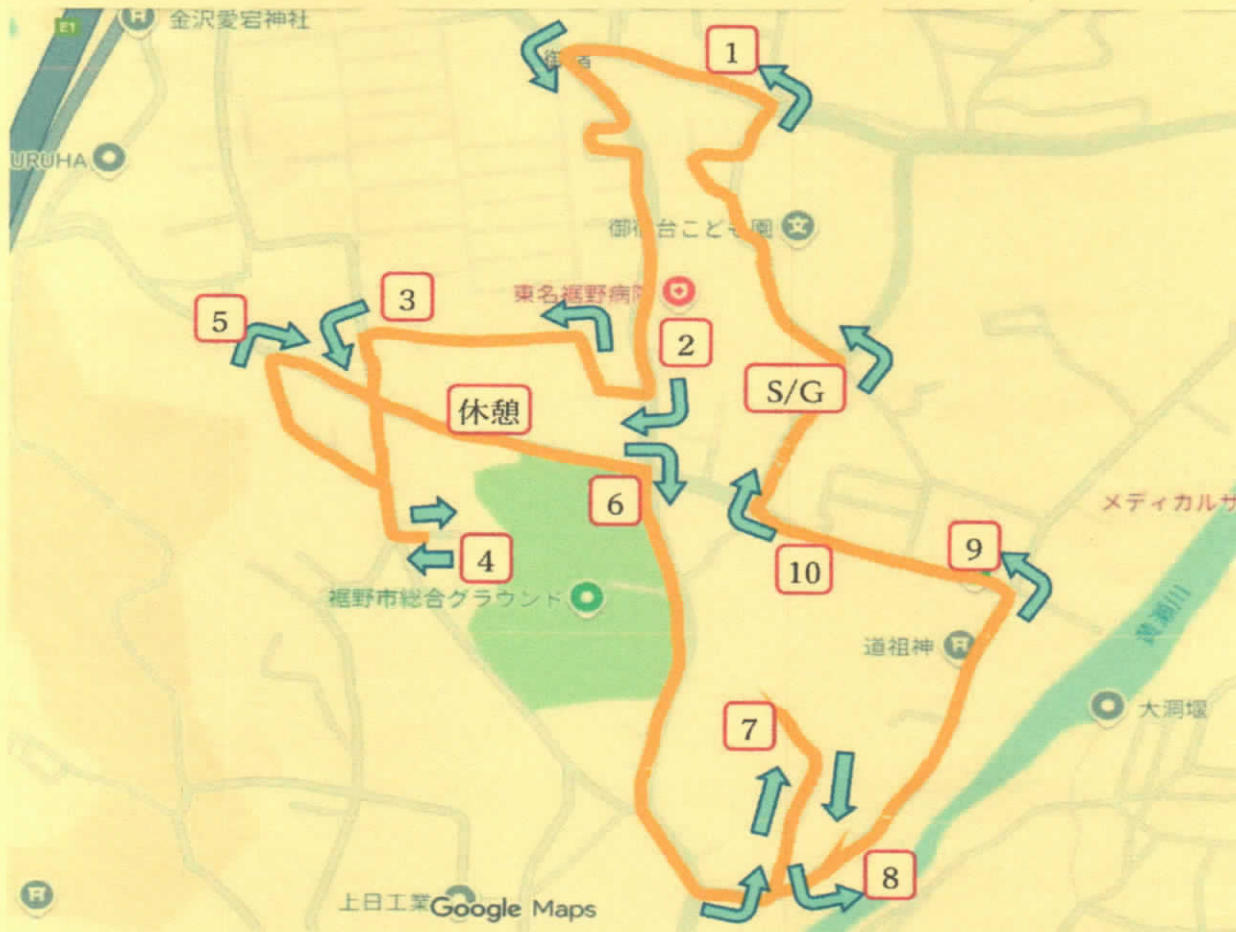 E1
金沢愛宕神社
1
URUHA
御宿台こども園
東名裾野病院
3
5
2
S/G
休憩
6
メディカルサ
9
4
10
裾野市総合グラウンド
黄瀬川
道祖神
7
大洞堰
8
上日工業
Google Maps